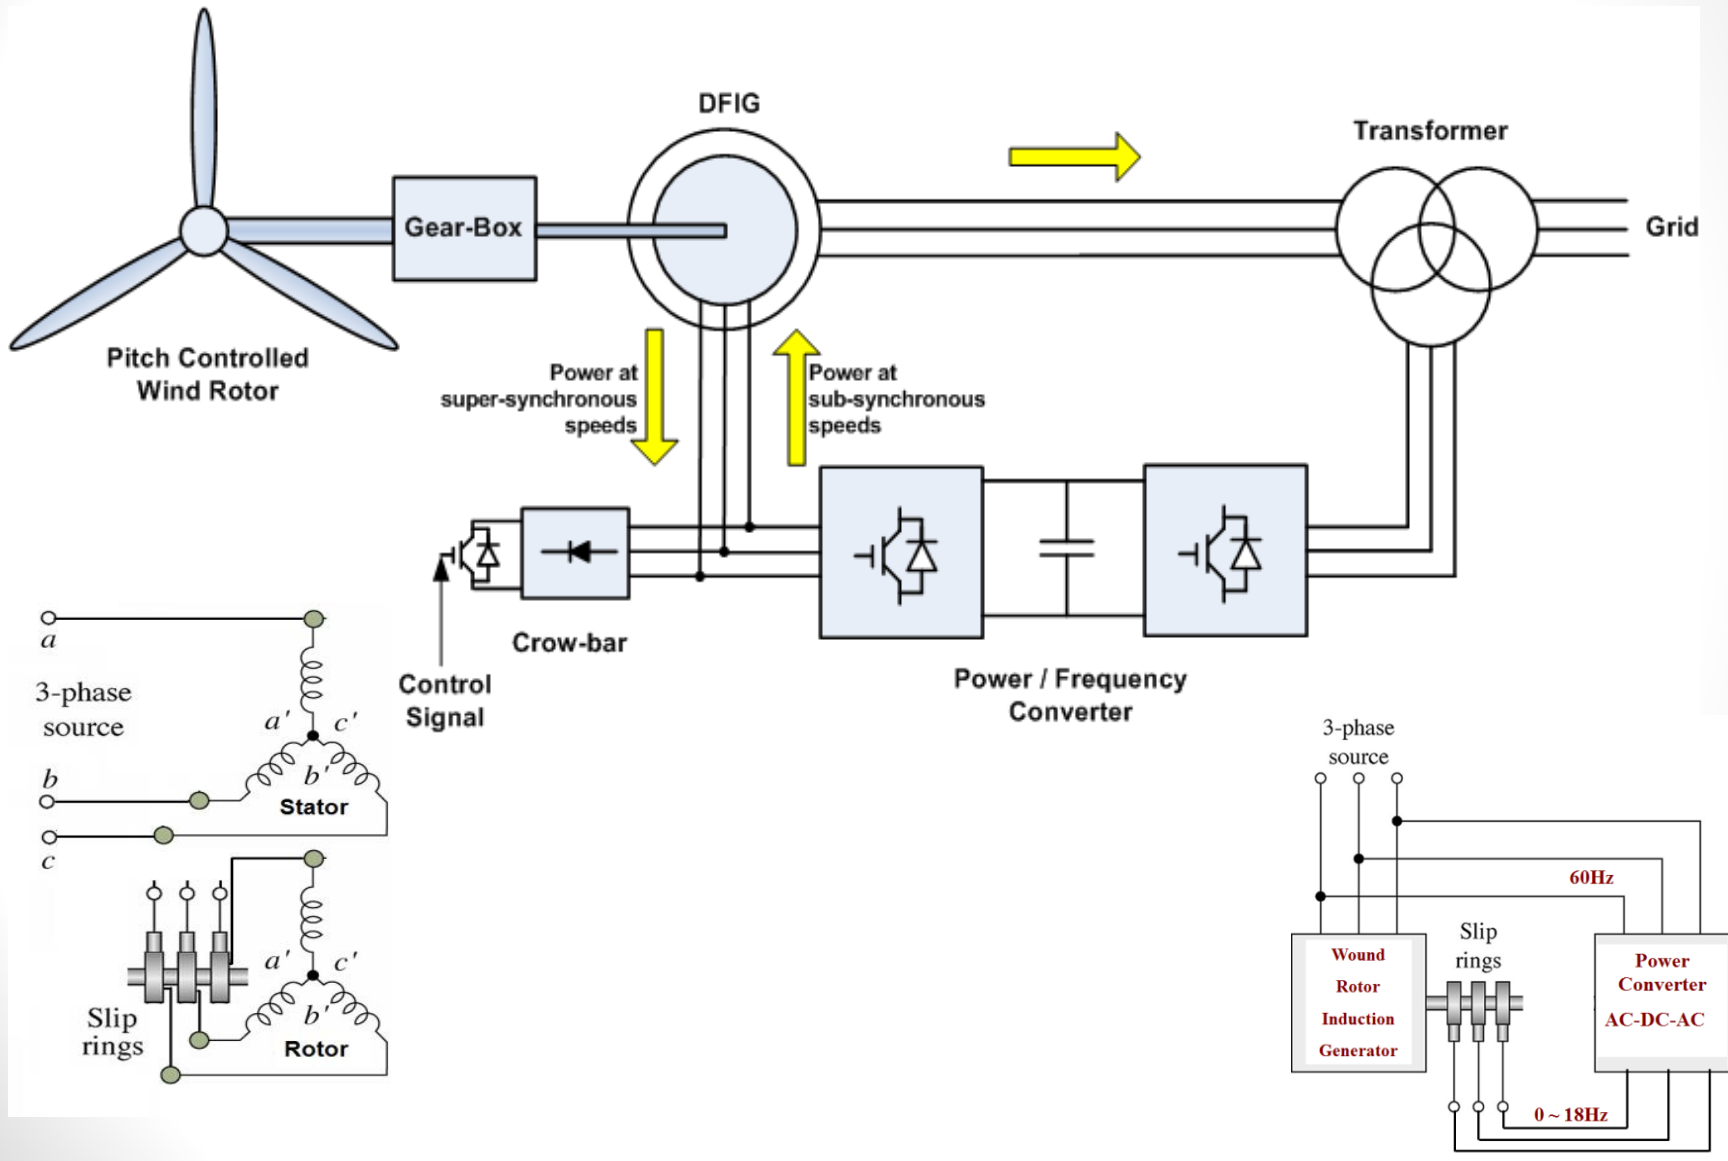 DFIG
Transformer
Gear-Box
Grid
Pitch Controlled
Wind Rotor
Power at
super-synchronous
speeds
Power at
sub-synchronous
speeds
Crow-bar
Control
Signal
Power / Frequency
Converter
a
3-phase
source
a' c'
b'
b
Stator
c
a' c'
b'
Slip
rings
Rotor
3-phase
source
60Hz
Slip
rings
Wound
Rotor
Induction
Generator
Power
Converter
AC-DC-AC
0 ~ 18Hz